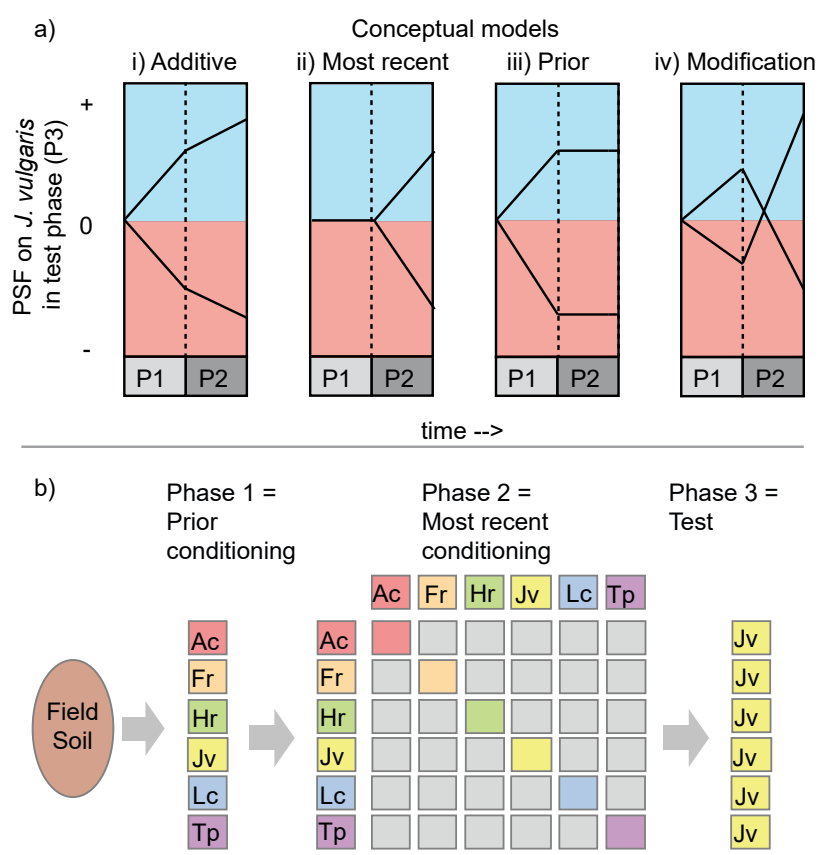 a)
Conceptual models
i) Additive
ii) Most recent
iii) Prior
iv) Modification
PSF on J. vulgaris
in test phase (P3)
+
0
-
P1 P2
P1 P2
P1 P2
P1 P2
time -->
b)
Phase 1 =
Prior
conditioning
Phase 2 =
Most recent
conditioning
Phase 3 =
Test
Ac Fr Hr Jv Lc Tp
Field
Soil
Ac Ac Jv
Fr Fr Jv
Hr Hr Jv
Jv Jv Jv
Lc Lc Jv
Tp Tp Jv